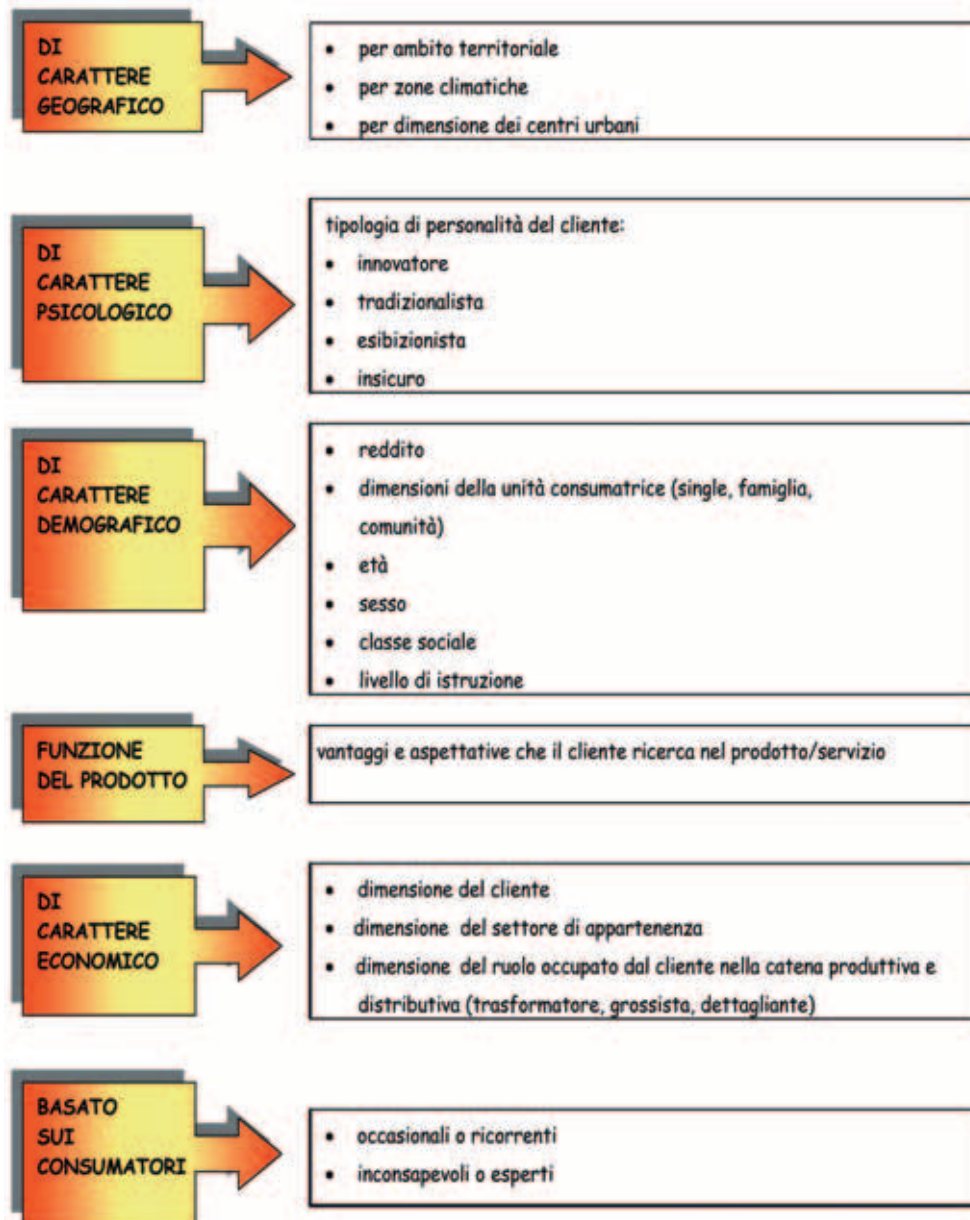 DI
CARATTERE
GEOGRAFICO
• per ambito territoriale
• per zone climatiche
• per dimensione dei centri urbani
DI
CARATTERE
PSICOLOGICO
tipologia di personalità del cliente:
• innovatore
• tradizionalista
• esibizionista
• insicuro
DI
CARATTERE
DEMOGRAFICO
• reddito
• dimensioni della unità consumatrice (single, famiglia,
comunità)
• età
• sesso
• classe sociale
• livello di istruzione
FUNZIONE
DEL PRODOTTO
vantaggi e aspettative che il cliente ricerca nel prodotto/servizio
DI
CARATTERE
ECONOMICO
• dimensione del cliente
• dimensione del settore di appartenenza
• dimensione del ruolo occupato dal cliente nella catena produttiva e
distributiva (trasformatore, grossista, dettagliante)
BASATO
SUI
CONSUMATORI
• occasionali o ricorrenti
• inconsapevoli o esperti